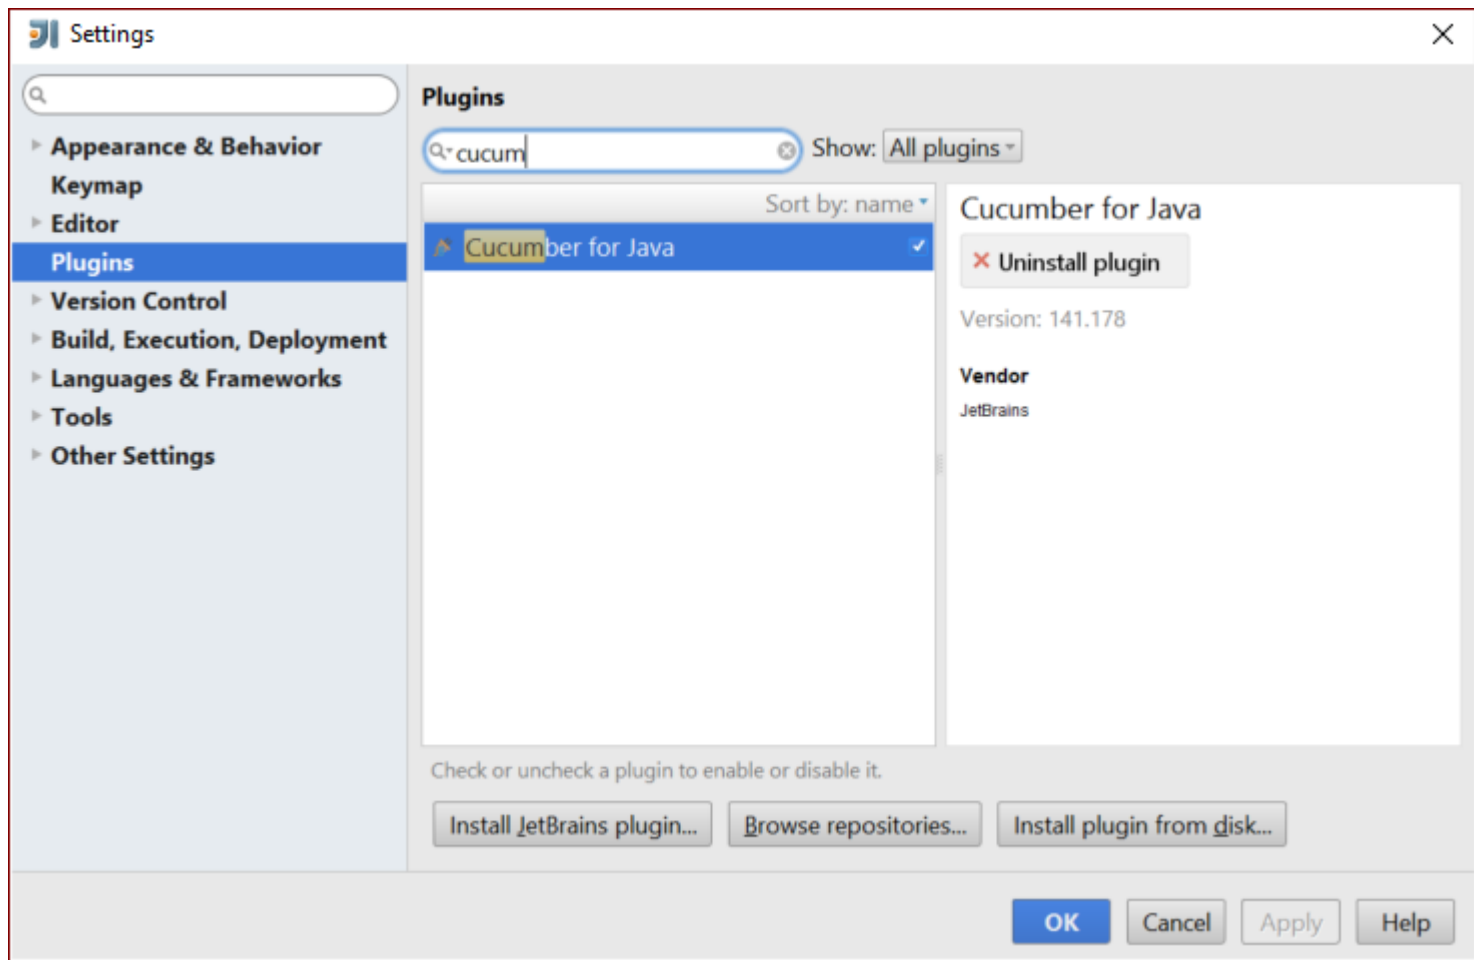 Settings
Appearance & Behavior
Keymap
Editor
Plugins
Version Control
Build, Execution, Deployment
Languages & Frameworks
Tools
Other Settings
Plugins
cucum
Show: All plugins
Sort by: name
Cucumber for Java
Cucumber for Java
Uninstall plugin
Version: 141.178
Vendor
JetBrains
Check or uncheck a plugin to enable or disable it.
Install JetBrains plugin... Browse repositories... Install plugin from disk...
OK Cancel Apply Help